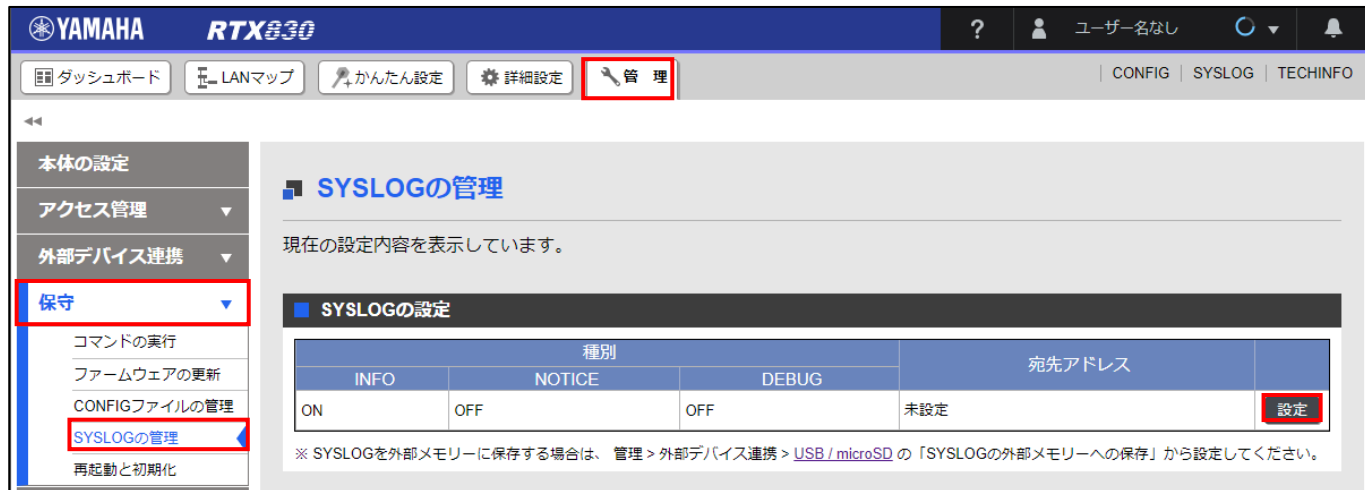 YAMAHA RTX830 ? ユーザー名なし
ダッシュボード LANマップ かんたん設定 詳細設定 管 理 CONFIG SYSLOG TECHINFO
本体の設定
アクセス管理
外部デバイス連携
保守
コマンドの実行
ファームウェアの更新
CONFIGファイルの管理
SYSLOGの管理
再起動と初期化
SYSLOGの管理
現在の設定内容を表示しています。
SYSLOGの設定
種別 宛先アドレス
INFO NOTICE DEBUG
ON OFF OFF 未設定 設定
※ SYSLOGを外部メモリーに保存する場合は、 管理 > 外部デバイス連携 > USB / microSD の「SYSLOGの外部メモリーへの保存」から設定してください。